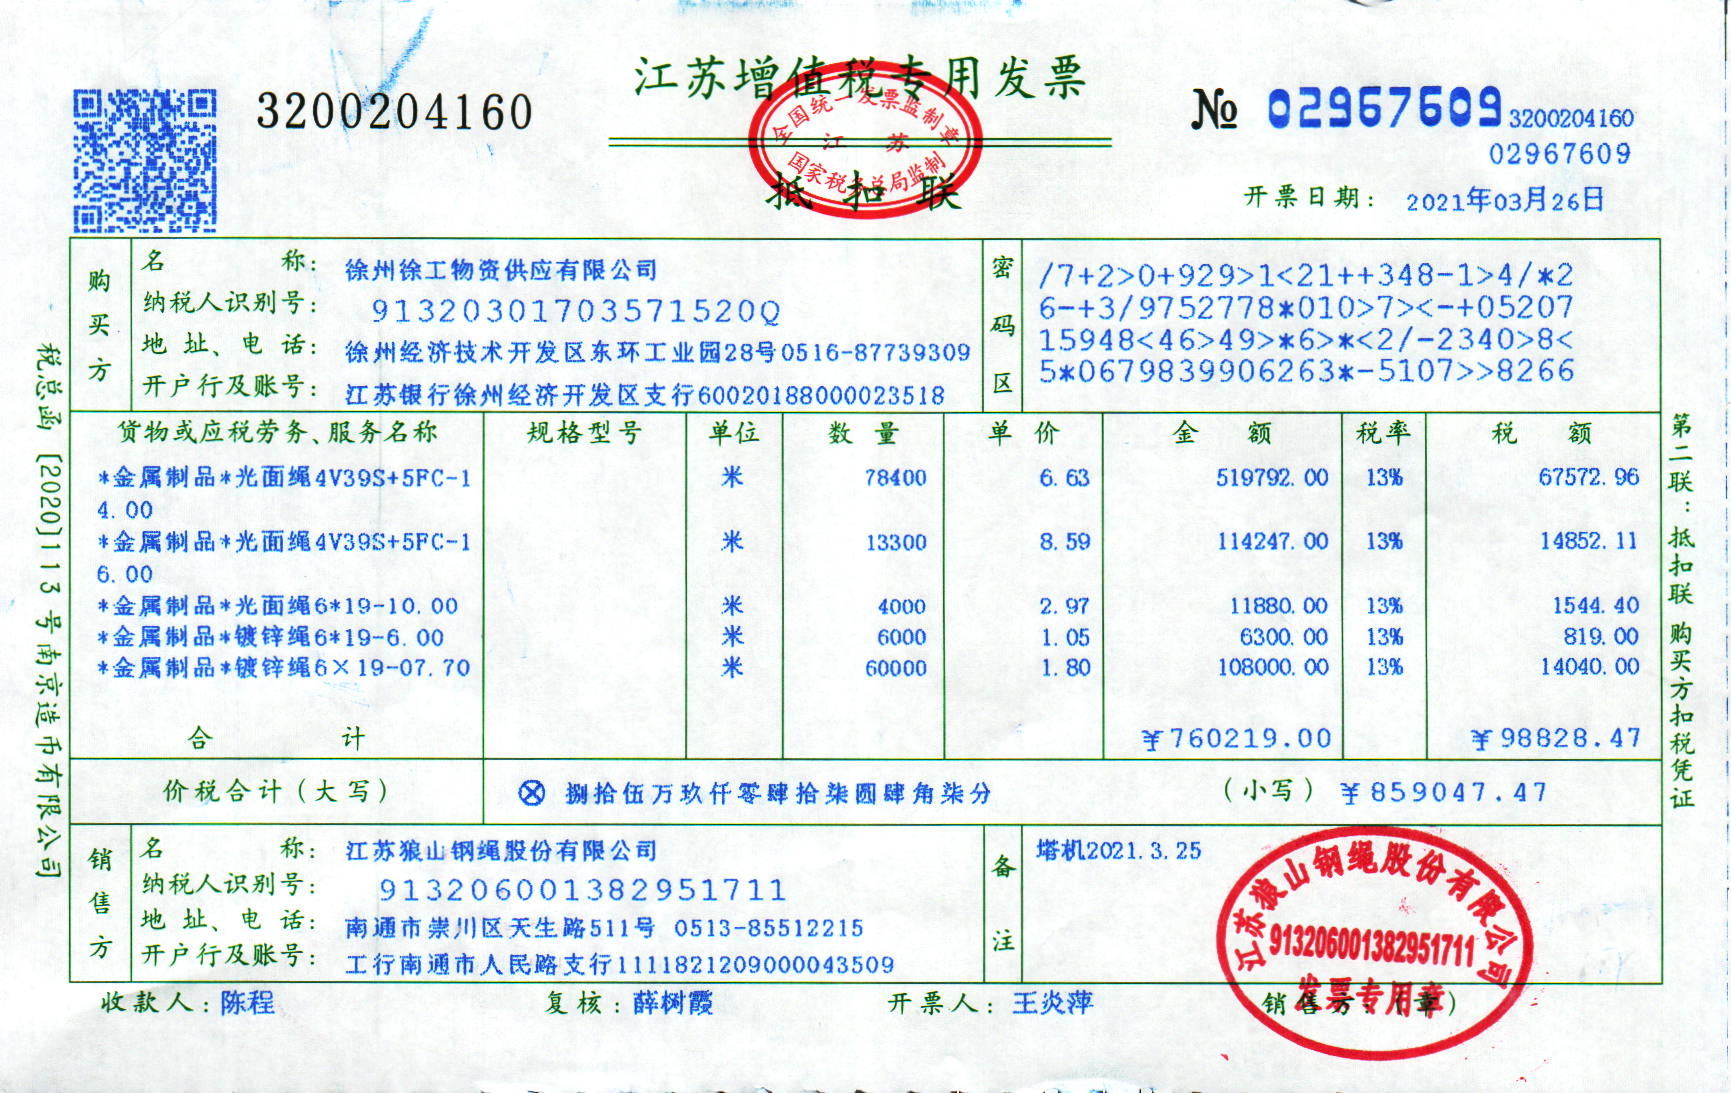 江苏增值税专用发票
3200204160
№ 02967609
3200204160
02967609
全国统一发票监制章
江 苏
国家税务总局监制
抵扣联
开票日期： 2021年03月26日
购买方
名 称： 徐州徐工物资供应有限公司
纳税人识别号： 91320301703571520Q
地址、电话： 徐州经济技术开发区东环工业园28号0516-87739309
开户行及账号： 江苏银行徐州经济开发区支行60020188000023518
密码区
/7+2>0+929>1<21++348-1>4/*2
6-+3/9752778*010>7><-+05207
15948<46>49>*6>*<2/-2340>8<
5*0679839906263*-5107>>8266
货物或应税劳务、服务名称 规格型号 单位 数量 单价 金额 税率 税额
*金属制品*光面绳4V39S+5FC-1 米 78400 6.63 519792.00 13% 67572.96
4.00
*金属制品*光面绳4V39S+5FC-1 米 13300 8.59 114247.00 13% 14852.11
6.00
*金属制品*光面绳6*19-10.00 米 4000 2.97 11880.00 13% 1544.40
*金属制品*镀锌绳6*19-6.00 米 6000 1.05 6300.00 13% 819.00
*金属制品*镀锌绳6×19-07.70 米 60000 1.80 108000.00 13% 14040.00
合 计 ￥760219.00 ￥98828.47
价税合计（大写） ⊗ 捌拾伍万玖仟零肆拾柒圆肆角柒分 （小写）￥859047.47
销售方
名 称： 江苏狼山钢绳股份有限公司
纳税人识别号： 913206001382951711
地址、电话： 南通市崇川区天生路511号 0513-85512215
开户行及账号： 工行南通市人民路支行1111821209000043509
备注
塔机2021.3.25
江苏狼山钢绳股份有限公司
913206001382951711
发票专用章
收款人：陈程 复核：薛树霞 开票人：王炎萍 销售方：（章）
税总函〔2020〕113号南京造币有限公司
第二联：抵扣联 购买方扣税凭证